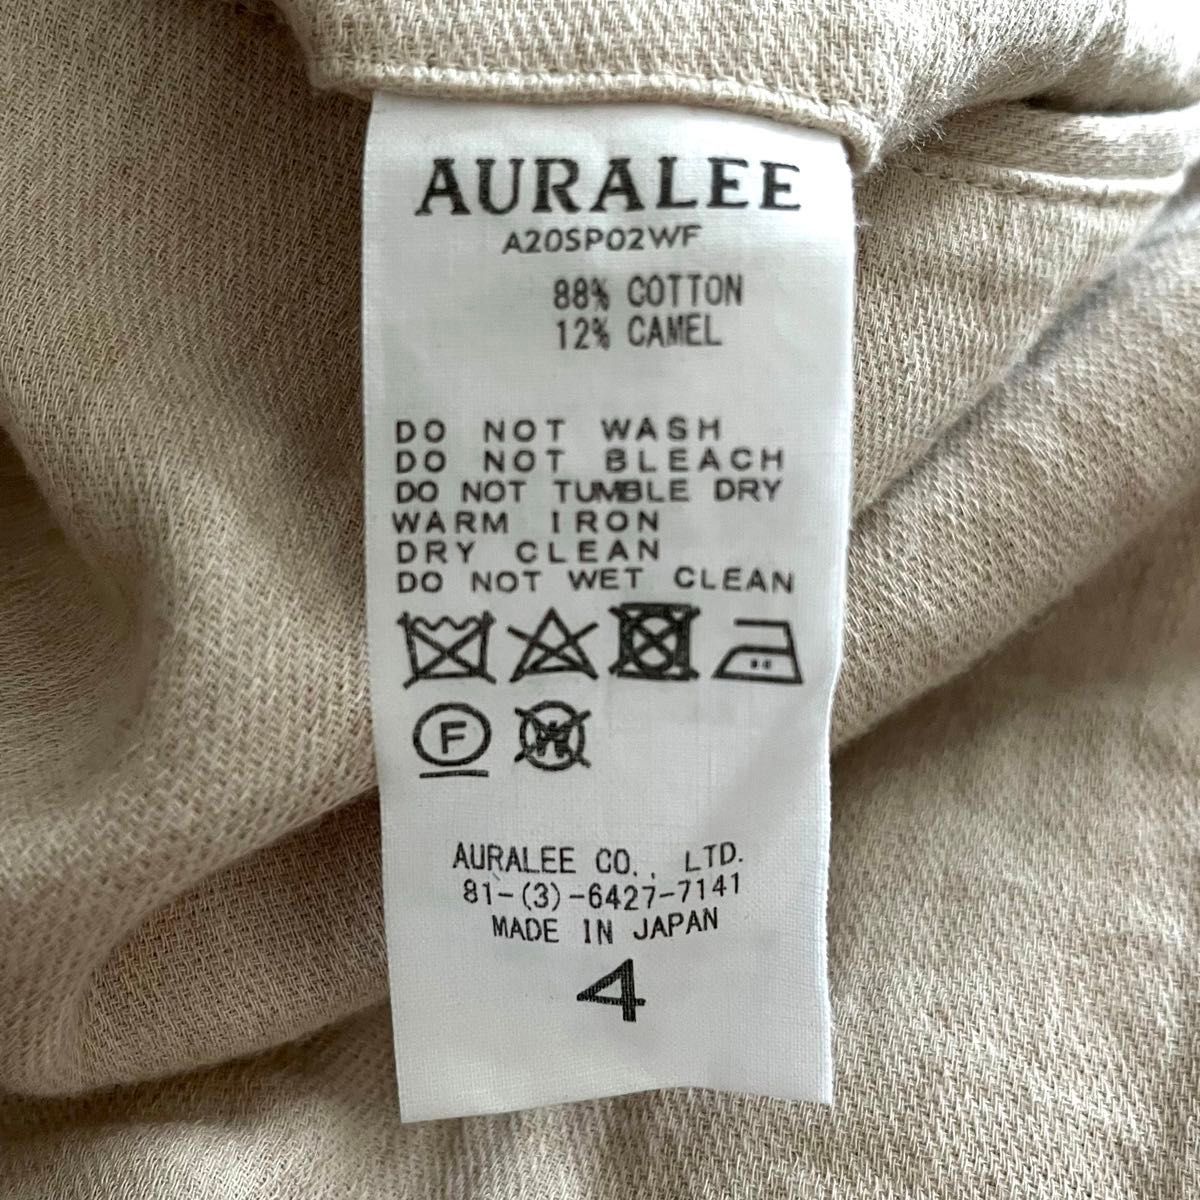 AURALEE
A20SP02WF
88% COTTON
12% CAMEL
DO NOT WASH
DO NOT BLEACH
DO NOT TUMBLE DRY
WARM IRON
DRY CLEAN
DO NOT WET CLEAN
F W
AURALEE CO., LTD.
81-(3)-6427-7141
MADE IN JAPAN
4